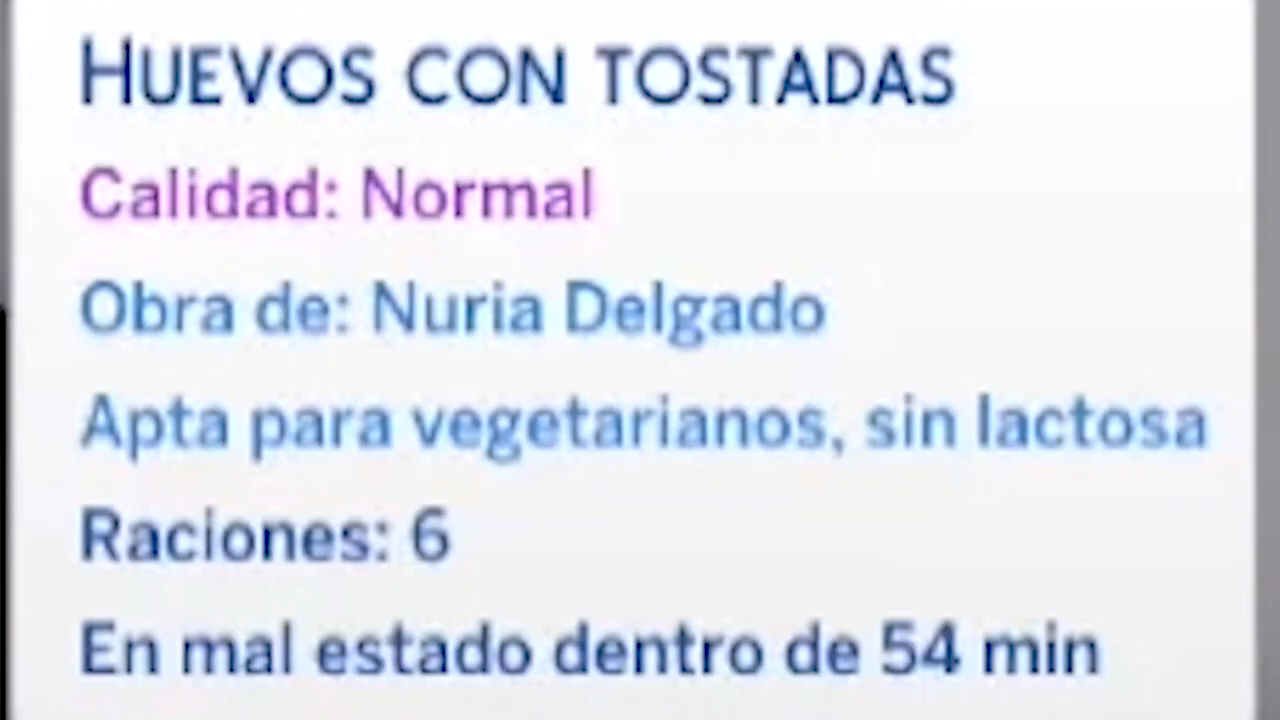 HUEVOS CON TOSTADAS
Calidad: Normal
Obra de: Nuria Delgado
Apta para vegetarianos, sin lactosa
Raciones: 6
En mal estado dentro de 54 min